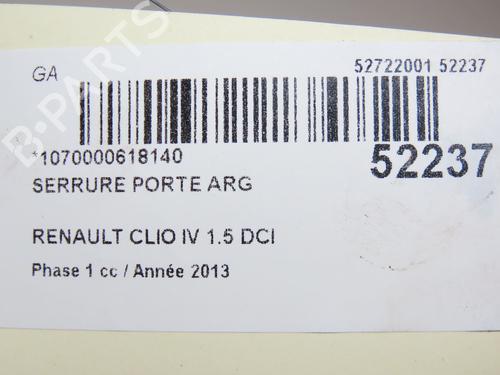 GA
52722001 52237
*1070000618140
52237
SERRURE PORTE ARG
RENAULT CLIO IV 1.5 DCI
Phase 1 cc / Année 2013
B-PARTS